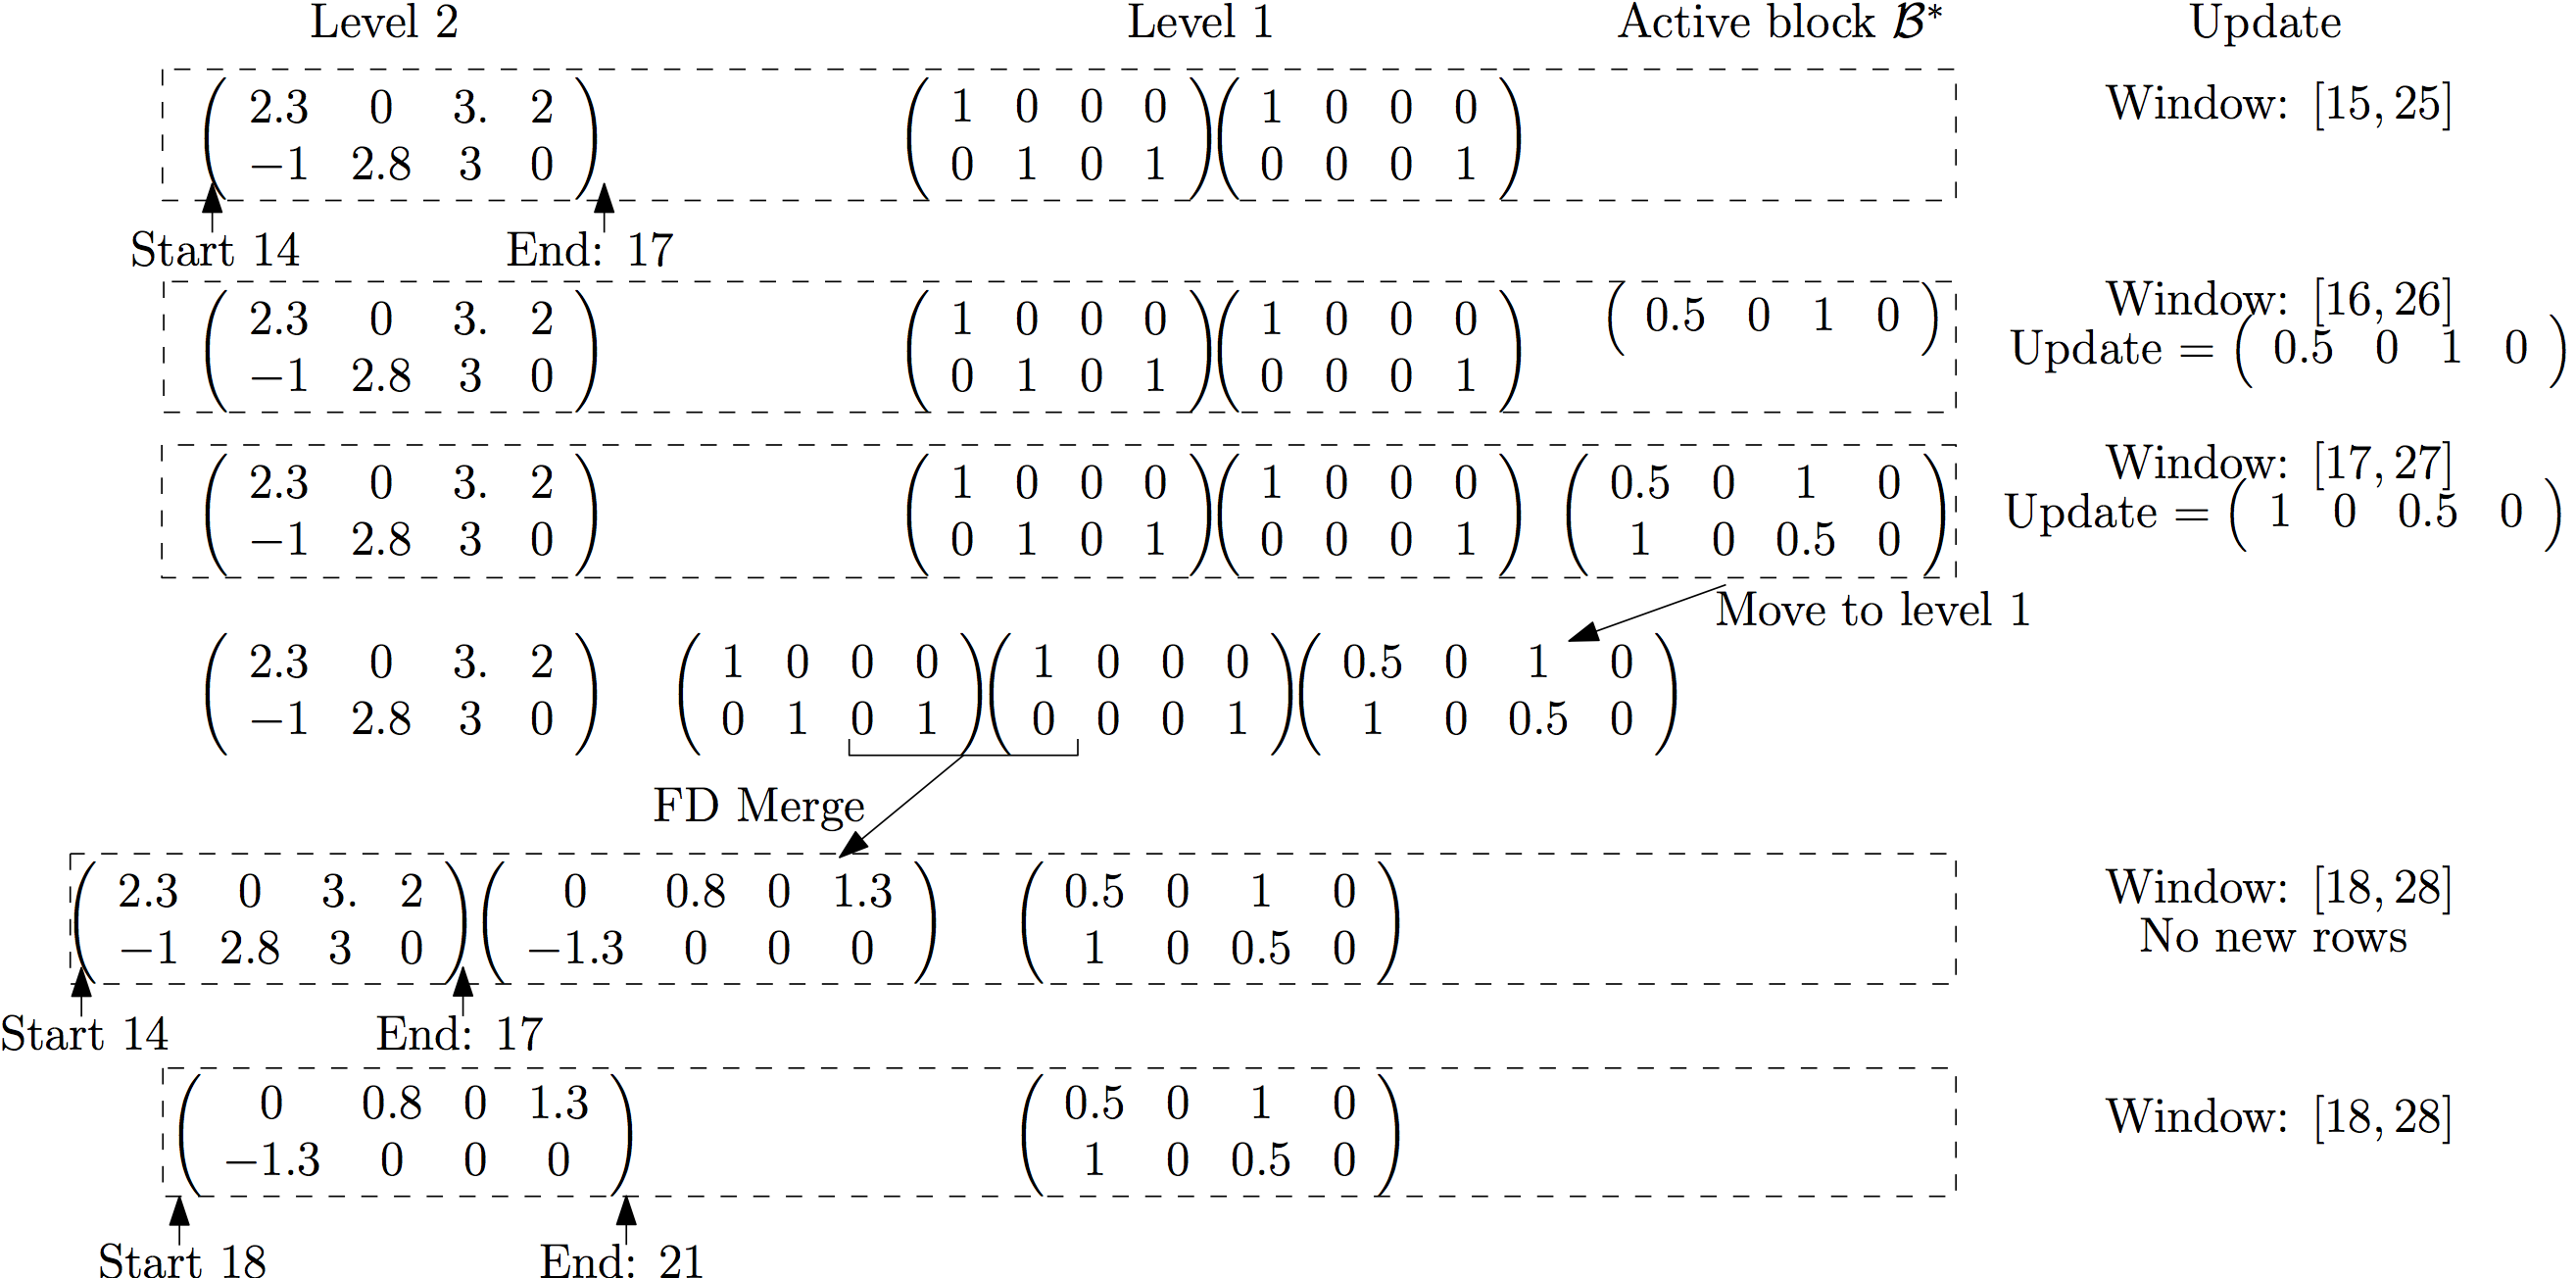 Level 2 Level 1 Active block ℬ* Update
2.3 0 3. 2 1 0 0 0 1 0 0 0 Window: [15, 25]
−1 2.8 3 0 0 1 0 1 0 0 0 1
Start 14 End: 17
2.3 0 3. 2 1 0 0 0 1 0 0 0 ( 0.5 0 1 0 ) Window: [16, 26]
−1 2.8 3 0 0 1 0 1 0 0 0 1 Update = ( 0.5 0 1 0 )
2.3 0 3. 2 1 0 0 0 1 0 0 0 0.5 0 1 0 Window: [17, 27]
−1 2.8 3 0 0 1 0 1 0 0 0 1 1 0 0.5 0 Update = ( 1 0 0.5 0 )
Move to level 1
2.3 0 3. 2 1 0 0 0 1 0 0 0 0.5 0 1 0
−1 2.8 3 0 0 1 0 1 0 0 0 1 1 0 0.5 0
FD Merge
2.3 0 3. 2 0 0.8 0 1.3 0.5 0 1 0 Window: [18, 28]
−1 2.8 3 0 −1.3 0 0 0 1 0 0.5 0 No new rows
Start 14 End: 17
0 0.8 0 1.3 0.5 0 1 0 Window: [18, 28]
−1.3 0 0 0 1 0 0.5 0
Start 18 End: 21